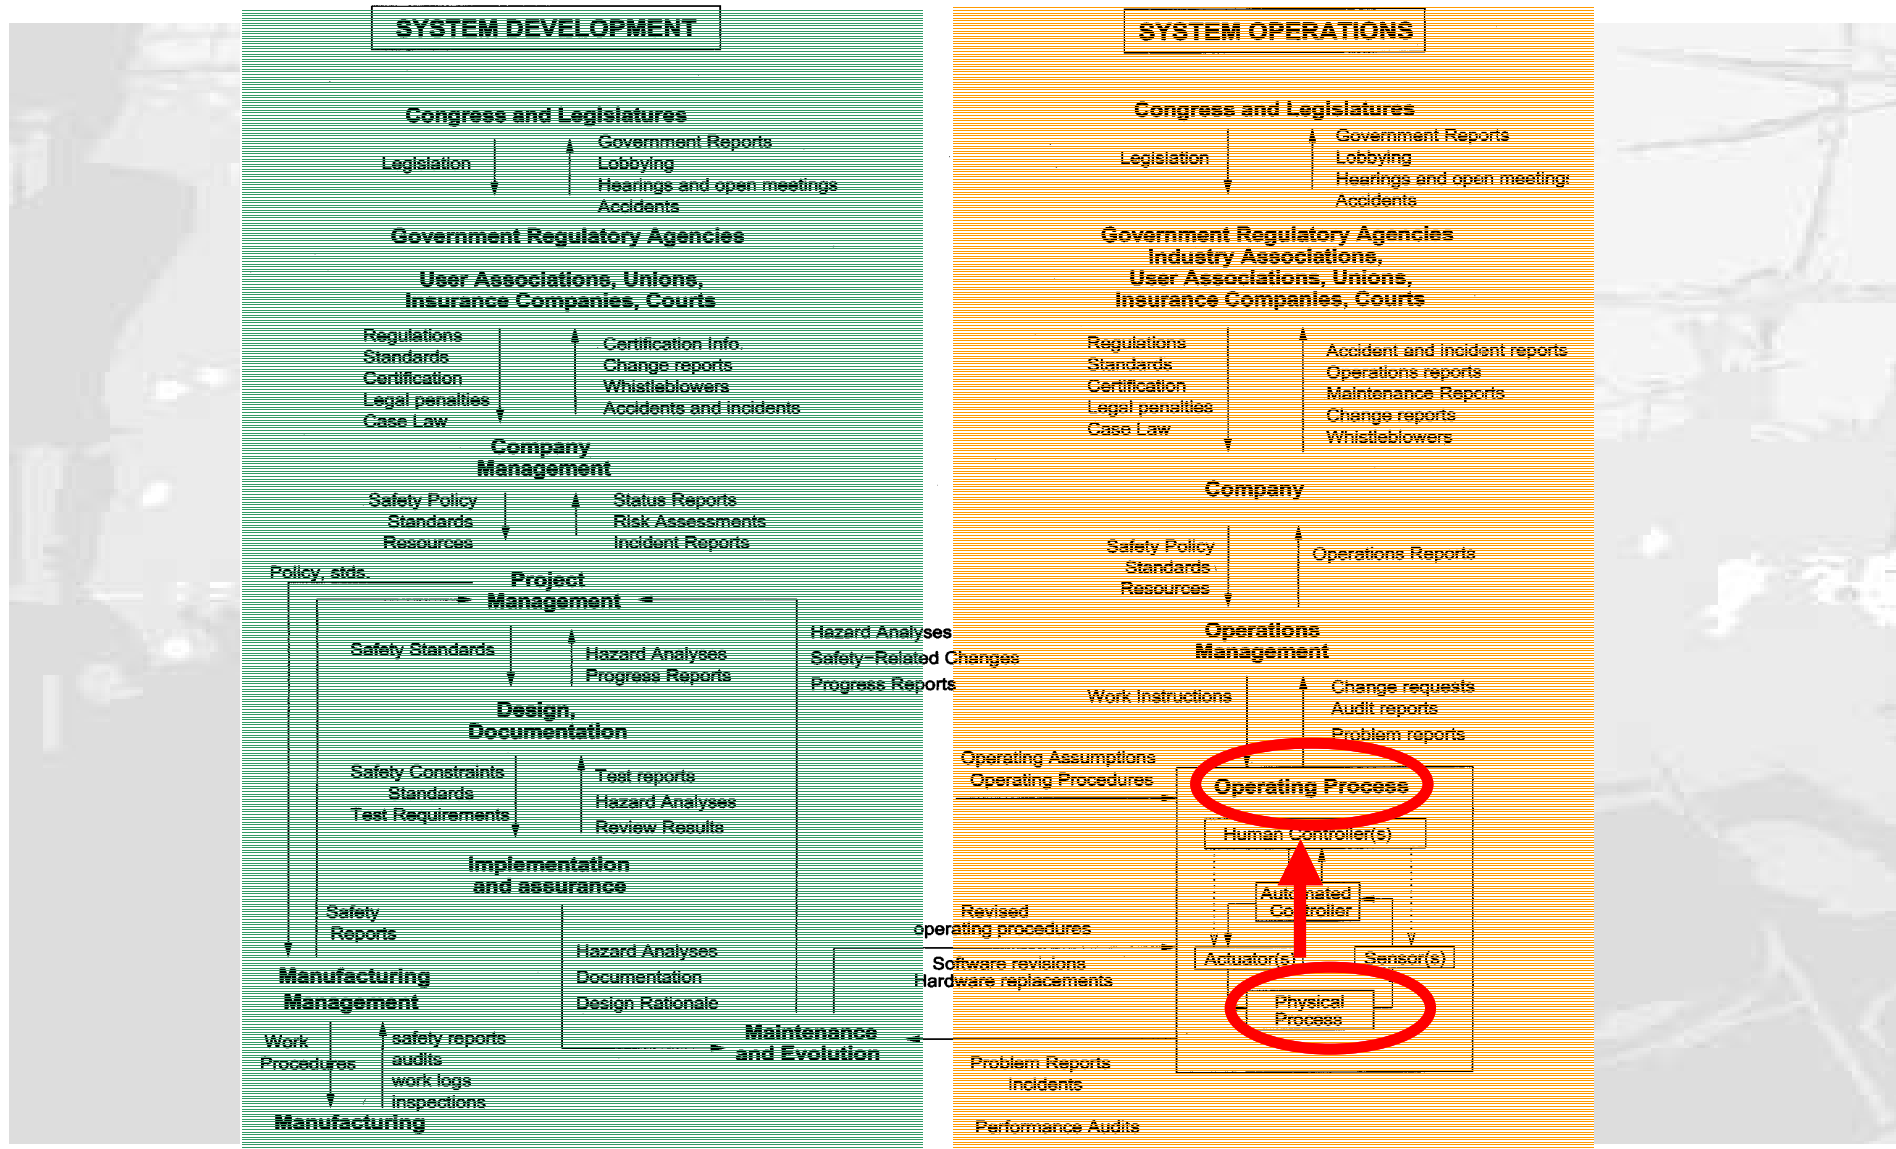 SYSTEM DEVELOPMENT
Congress and Legislatures
Legislation
Government Reports
Lobbying
Hearings and open meetings
Accidents
Government Regulatory Agencies
User Associations, Unions,
Insurance Companies, Courts
Regulations
Standards
Certification
Legal penalties
Case Law
Certification Info.
Change reports
Whistleblowers
Accidents and incidents
Company
Management
Safety Policy
Standards
Resources
Status Reports
Risk Assessments
Incident Reports
Policy, stds.
Project
Management
Safety Standards
Hazard Analyses
Progress Reports
Hazard Analyses
Safety-Related Changes
Progress Reports
Design,
Documentation
Safety Constraints
Standards
Test Requirements
Test reports
Hazard Analyses
Review Results
Implementation
and assurance
Safety
Reports
Hazard Analyses
Documentation
Design Rationale
Manufacturing
Management
Work
Procedures
safety reports
audits
work logs
inspections
Manufacturing
Maintenance
and Evolution
SYSTEM OPERATIONS
Congress and Legislatures
Legislation
Government Reports
Lobbying
Hearings and open meetings
Accidents
Government Regulatory Agencies
Industry Associations,
User Associations, Unions,
Insurance Companies, Courts
Regulations
Standards
Certification
Legal penalties
Case Law
Accident and incident reports
Operations reports
Maintenance Reports
Change reports
Whistleblowers
Company
Safety Policy
Standards
Resources
Operations Reports
Operations
Management
Work Instructions
Change requests
Audit reports
Problem reports
Operating Assumptions
Operating Procedures
Operating Process
Human Controller(s)
Automated
Controller
Actuator(s)
Sensor(s)
Physical
Process
Revised
operating procedures
Software revisions
Hardware replacements
Problem Reports
Incidents
Performance Audits